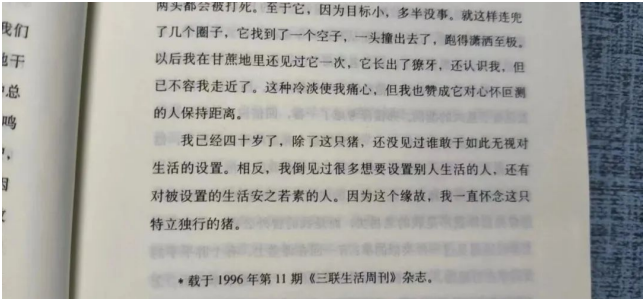 我们
地干
总
鸣
两头都会被打死。至于它，因为目标小，多半没事。就这样连兜
了几个圈子，它找到了一个空子，一头撞出去了，跑得潇洒至极。
以后我在甘蔗地里还见过它一次，它长出了獠牙，还认识我，但
已不容我走近了。这种冷淡使我痛心，但我也赞成它对心怀叵测
的人保持距离。
我已经四十岁了，除了这只猪，还没见过谁敢于如此无视对
生活的设置。相反，我倒见过很多想要设置别人生活的人，还有
对被设置的生活安之若素的人。因为这个缘故，我一直怀念这只
特立独行的猪。
• 载于 1996 年第 11 期《三联生活周刊》杂志。